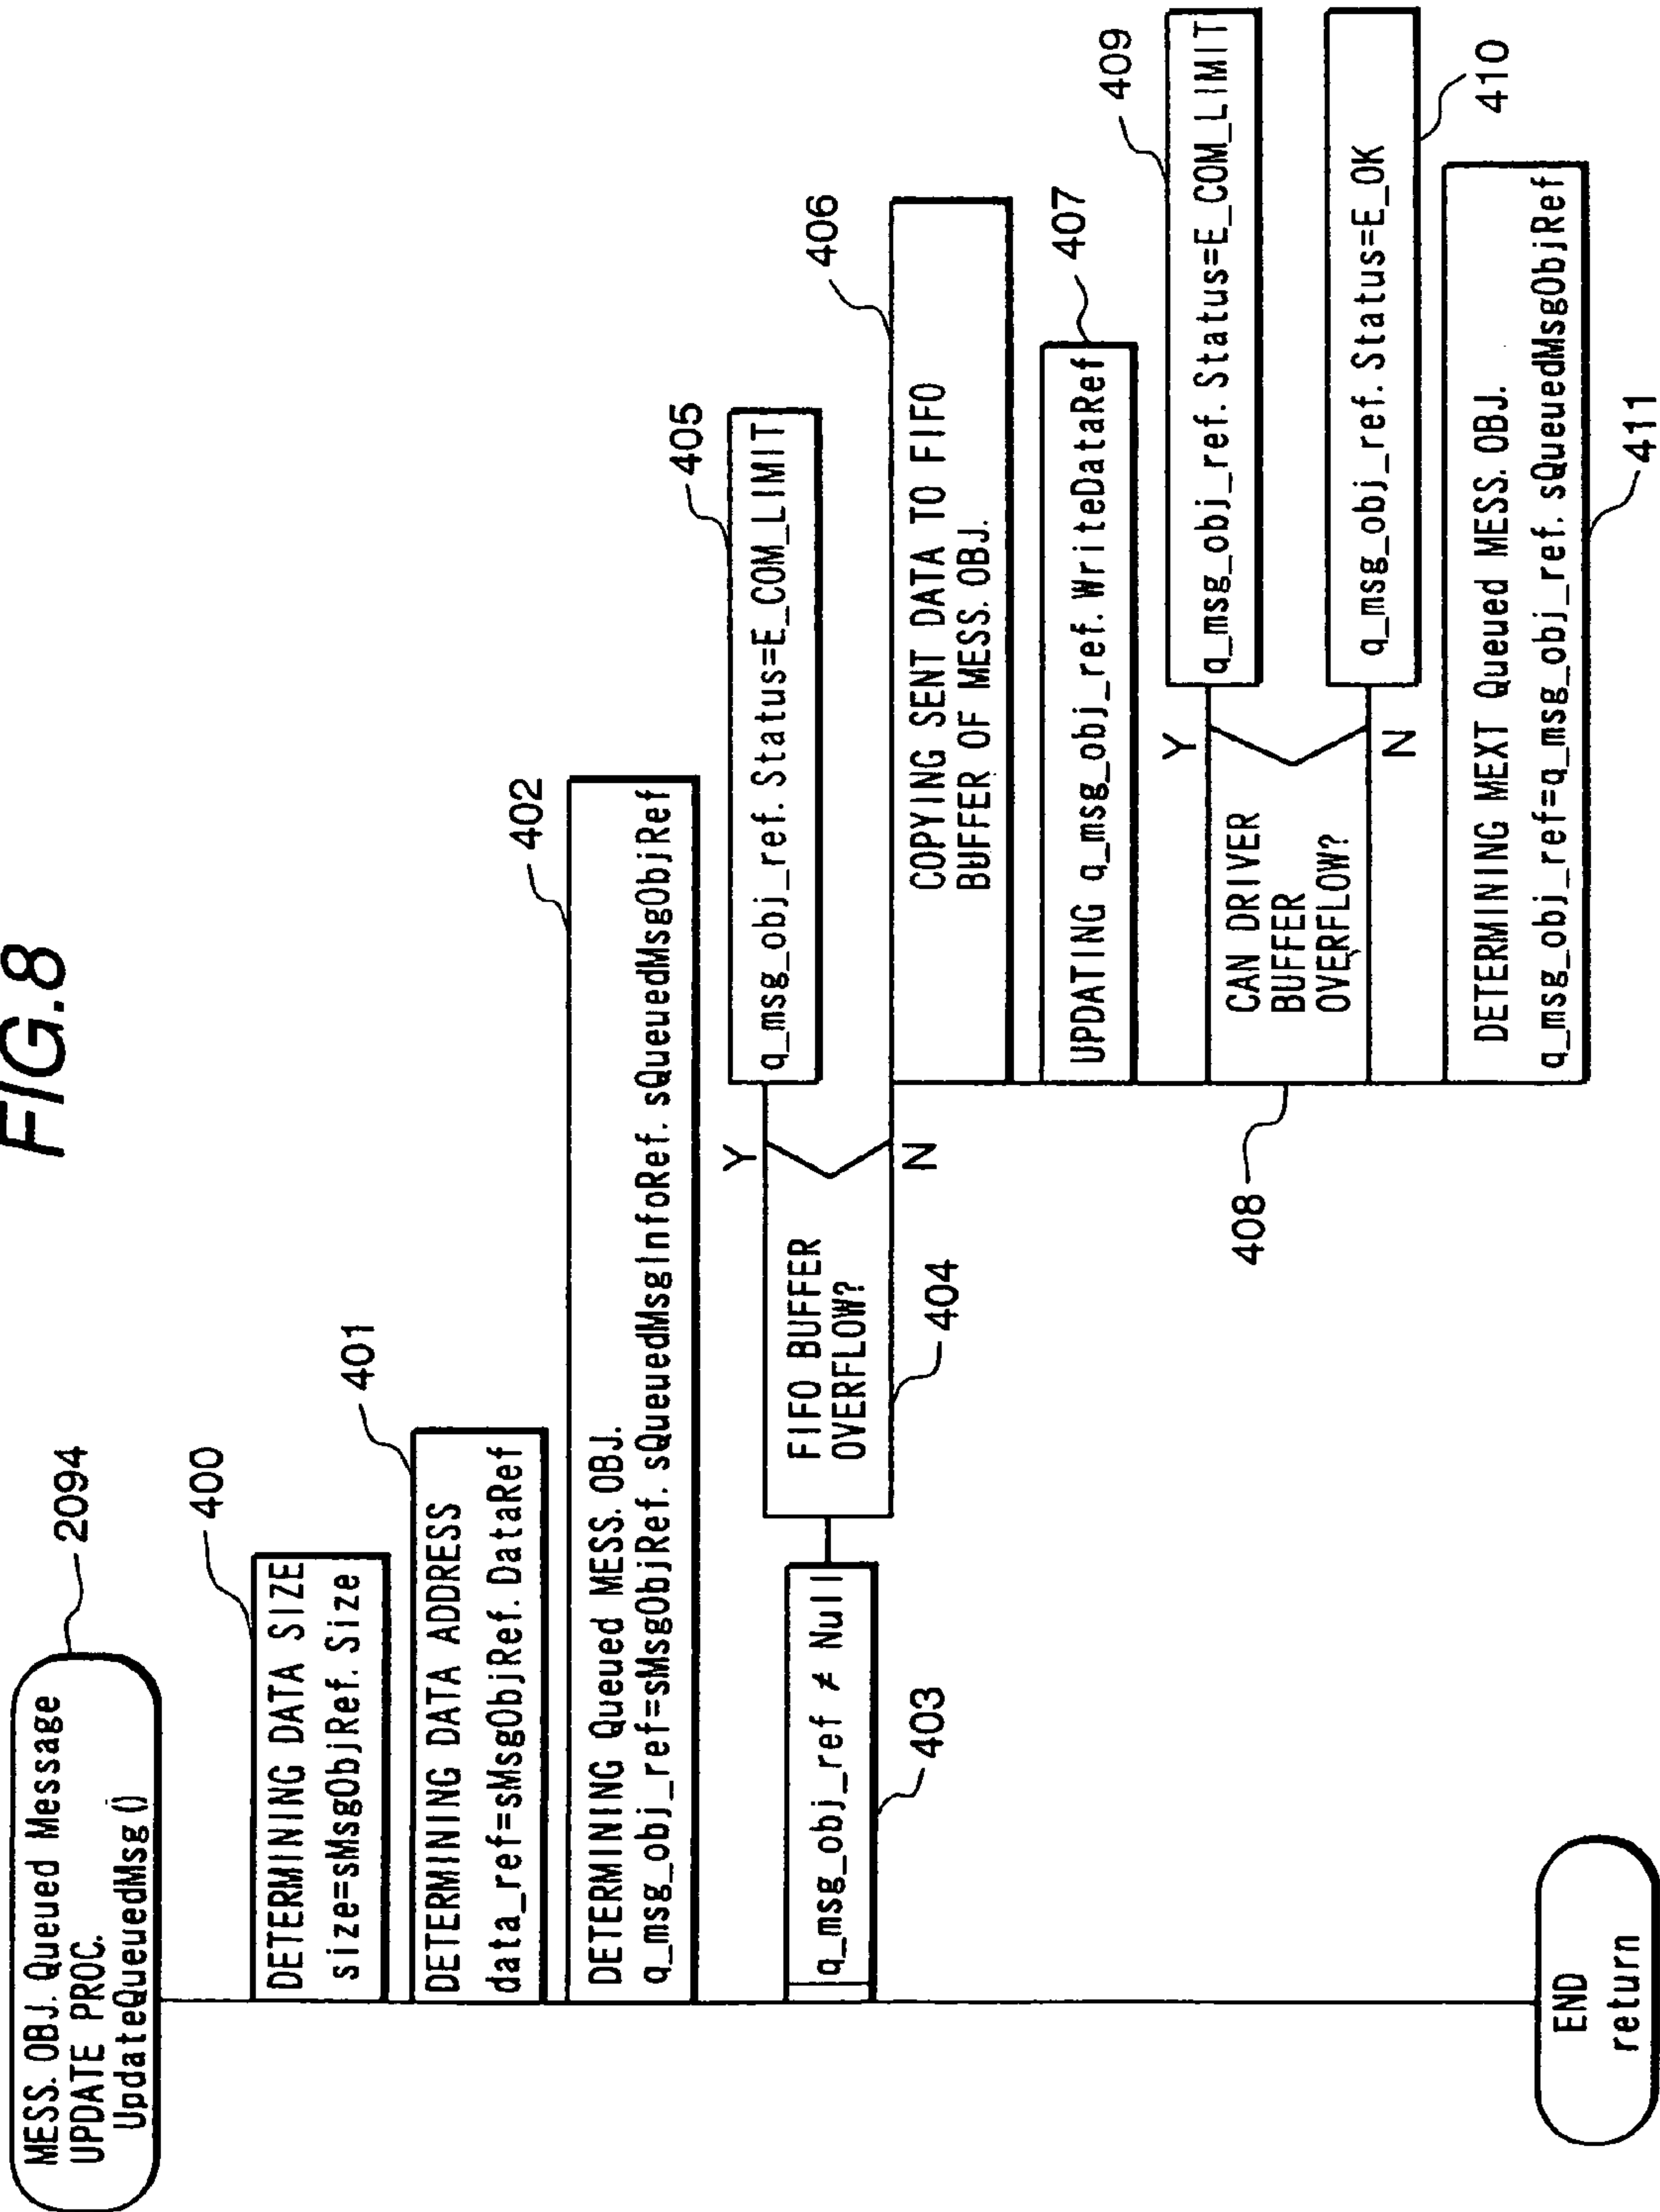 FIG.8
MESS. OBJ. Queued Message
UPDATE PROC.
UpdateQueuedMsg()
2094
DETERMINING DATA SIZE
size=sMsgObjRef.Size
400
DETERMINING DATA ADDRESS
data_ref=sMsgObjRef.DataRef
401
DETERMINING Queued MESS. OBJ.
q_msg_obj_ref=sMsgObjRef.sQueuedMsgInfoRef.sQueuedMsgObjRef
402
q_msg_obj_ref ≠ Null
403
FIFO BUFFER
OVERFLOW?
404
Y
N
q_msg_obj_ref.Status=E_COM_LIMIT
405
COPYING SENT DATA TO FIFO
BUFFER OF MESS. OBJ.
406
UPDATING q_msg_obj_ref.WriteDataRef
407
CAN DRIVER
BUFFER
OVERFLOW?
408
Y
N
q_msg_obj_ref.Status=E_COM_LIMIT
409
q_msg_obj_ref.Status=E_OK
410
DETERMINING MEXT Queued MESS. OBJ.
q_msg_obj_ref=q_msg_obj_ref.sQueuedMsgObjRef
411
END
return